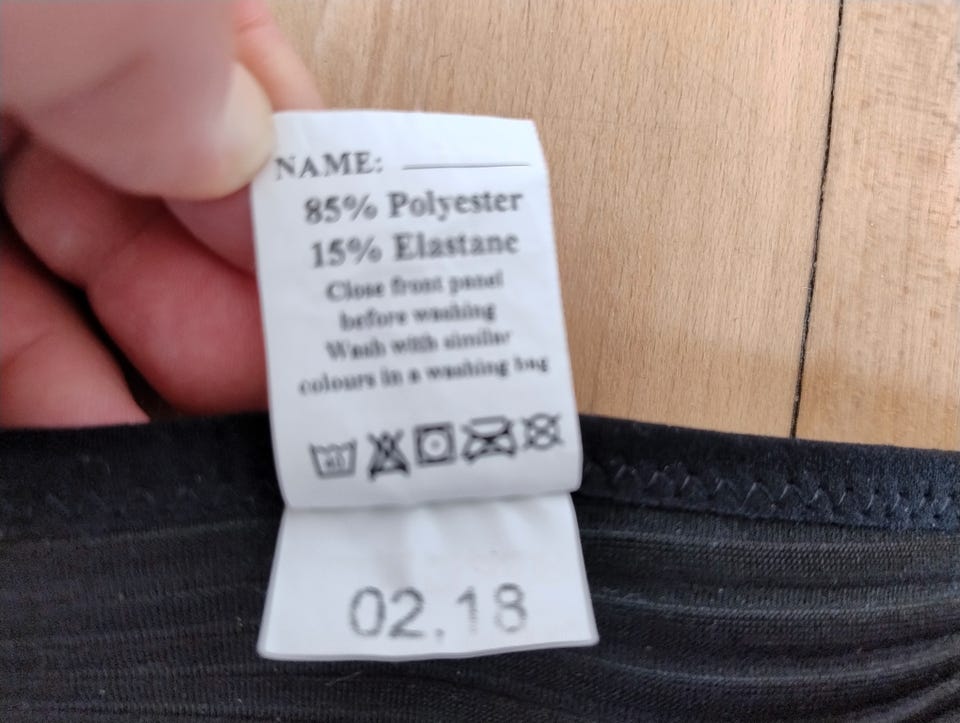 NAME:
85% Polyester
15% Elastane
Close front panel
before washing
Wash with similar
colours in a washing bag
02.18